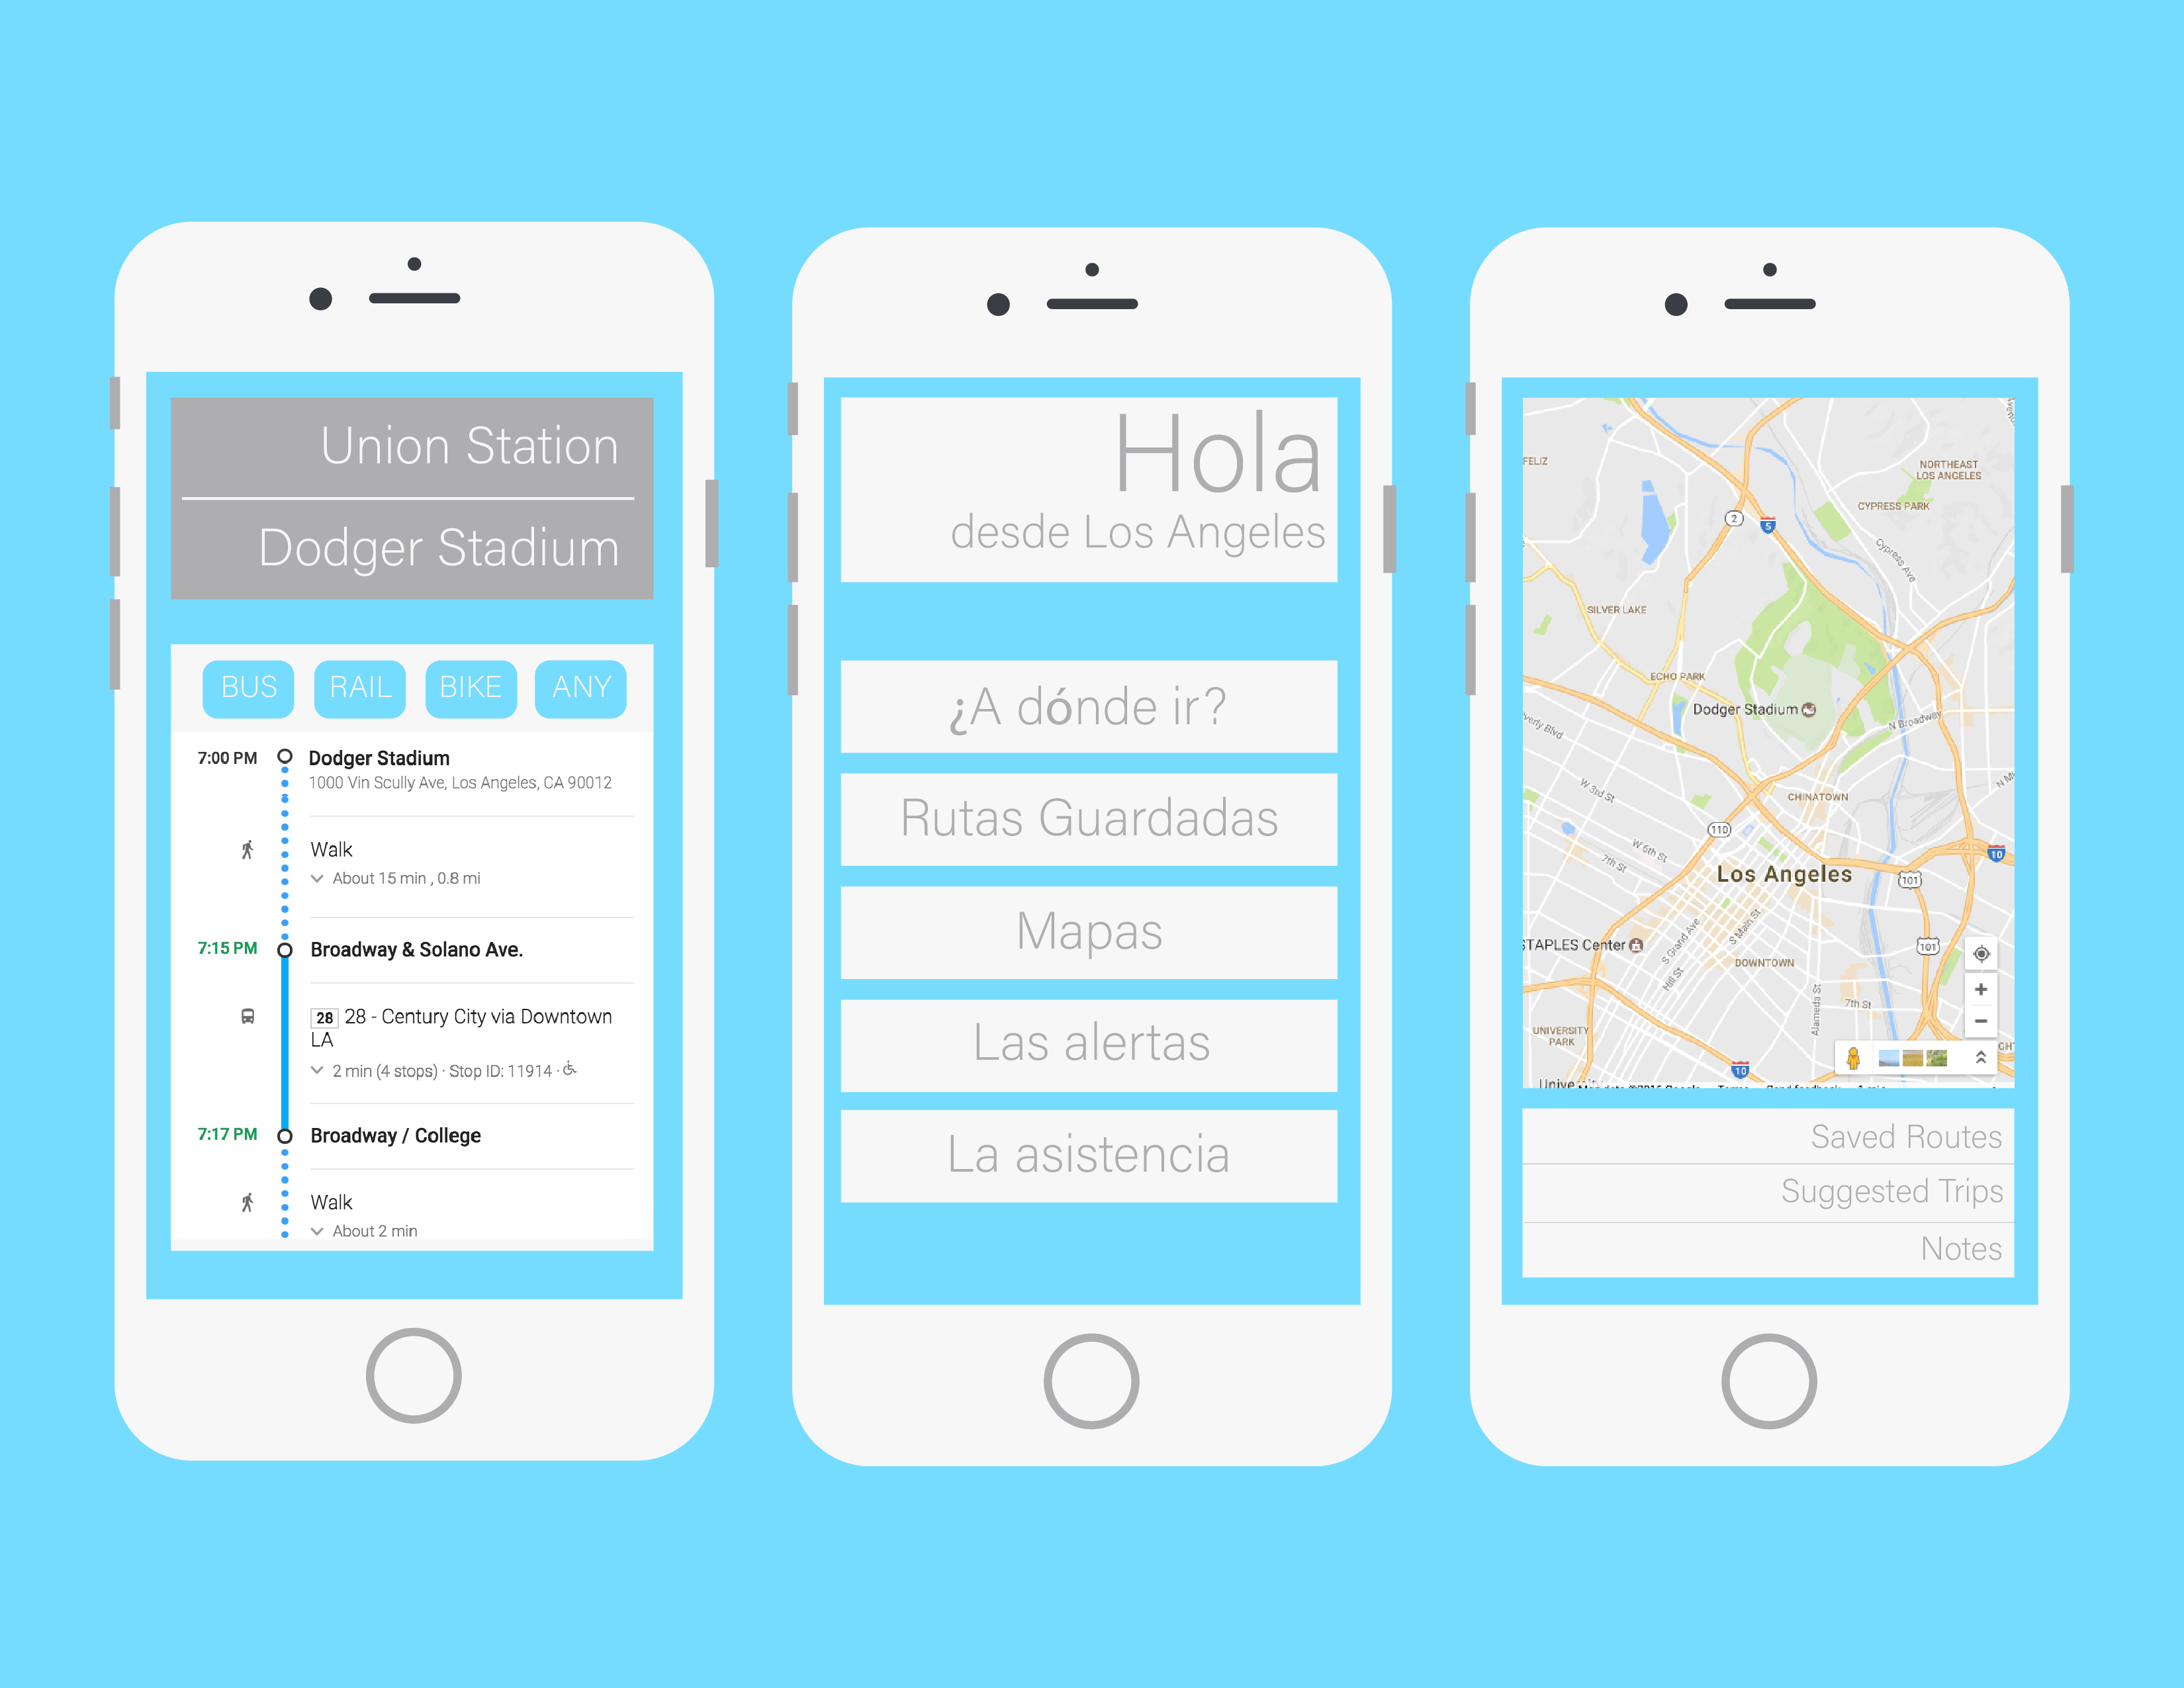 Union Station
Dodger Stadium
BUS RAIL BIKE ANY
7:00 PM Dodger Stadium
1000 Vin Scully Ave, Los Angeles, CA 90012
Walk
About 15 min , 0.8 mi
7:15 PM Broadway & Solano Ave.
28 28 - Century City via Downtown
LA
2 min (4 stops) · Stop ID: 11914 ·
7:17 PM Broadway / College
Walk
About 2 min
Hola
desde Los Angeles
¿A dónde ir?
Rutas Guardadas
Mapas
Las alertas
La asistencia
FELIZ
NORTHEAST
LOS ANGELES
CYPRESS PARK
2
5
Cypress Ave
SILVER LAKE
ECHO PARK
Dodger Stadium
N Broadway
verly Blvd
W 3rd St
CHINATOWN
110
W 6th St
7th St
10
Los Angeles
101
S Grand Ave
S Main St
STAPLES Center
101
DOWNTOWN
Hill St
Alameda St
7th St
UNIVERSITY
PARK
10
Saved Routes
Suggested Trips
Notes